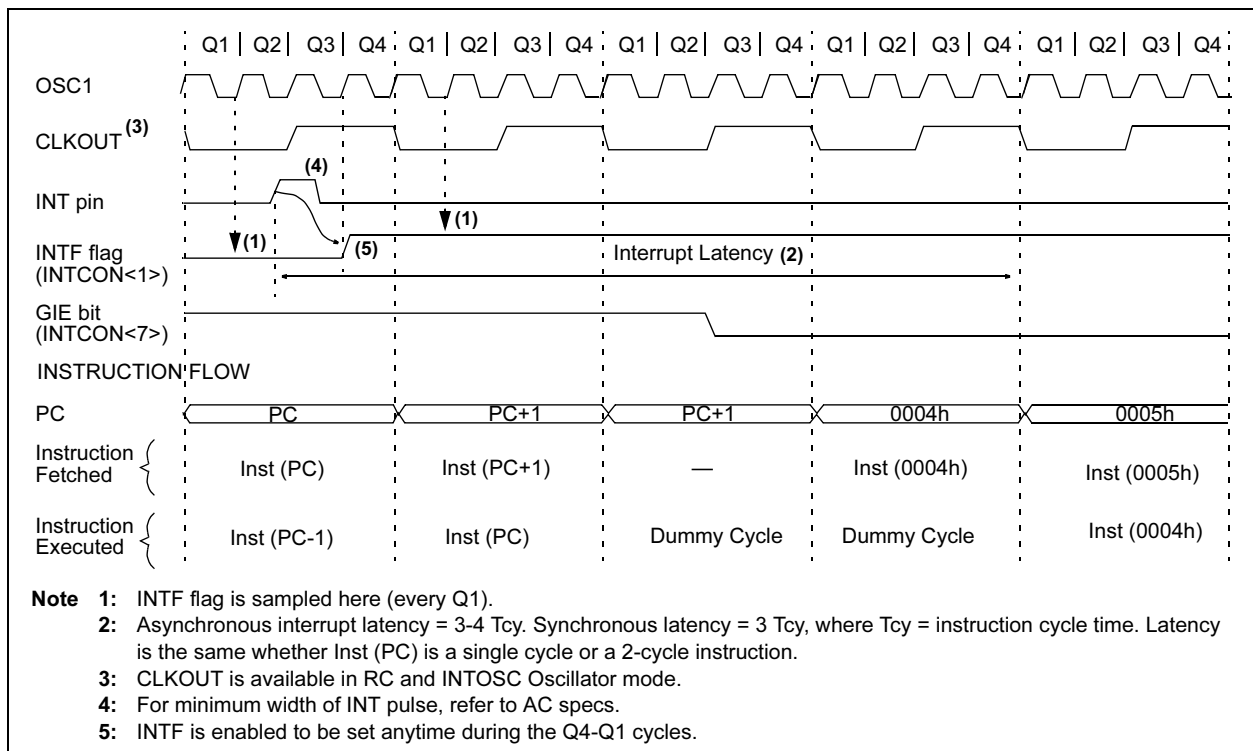 Q1 | Q2 | Q3 | Q4 Q1 | Q2 | Q3 | Q4 Q1 | Q2 | Q3 | Q4 Q1 | Q2 | Q3 | Q4 Q1 | Q2 | Q3 | Q4
OSC1
CLKOUT (3)
(4)
INT pin
(1)
(1)
(5)
INTF flag
(INTCON<1>)
Interrupt Latency (2)
GIE bit
(INTCON<7>)
INSTRUCTION FLOW
PC PC PC+1 PC+1 0004h 0005h
Instruction
Fetched
Inst (PC) Inst (PC+1) — Inst (0004h) Inst (0005h)
Instruction
Executed
Inst (PC-1) Inst (PC) Dummy Cycle Dummy Cycle Inst (0004h)
Note 1: INTF flag is sampled here (every Q1).
2: Asynchronous interrupt latency = 3-4 Tcy. Synchronous latency = 3 Tcy, where Tcy = instruction cycle time. Latency
is the same whether Inst (PC) is a single cycle or a 2-cycle instruction.
3: CLKOUT is available in RC and INTOSC Oscillator mode.
4: For minimum width of INT pulse, refer to AC specs.
5: INTF is enabled to be set anytime during the Q4-Q1 cycles.